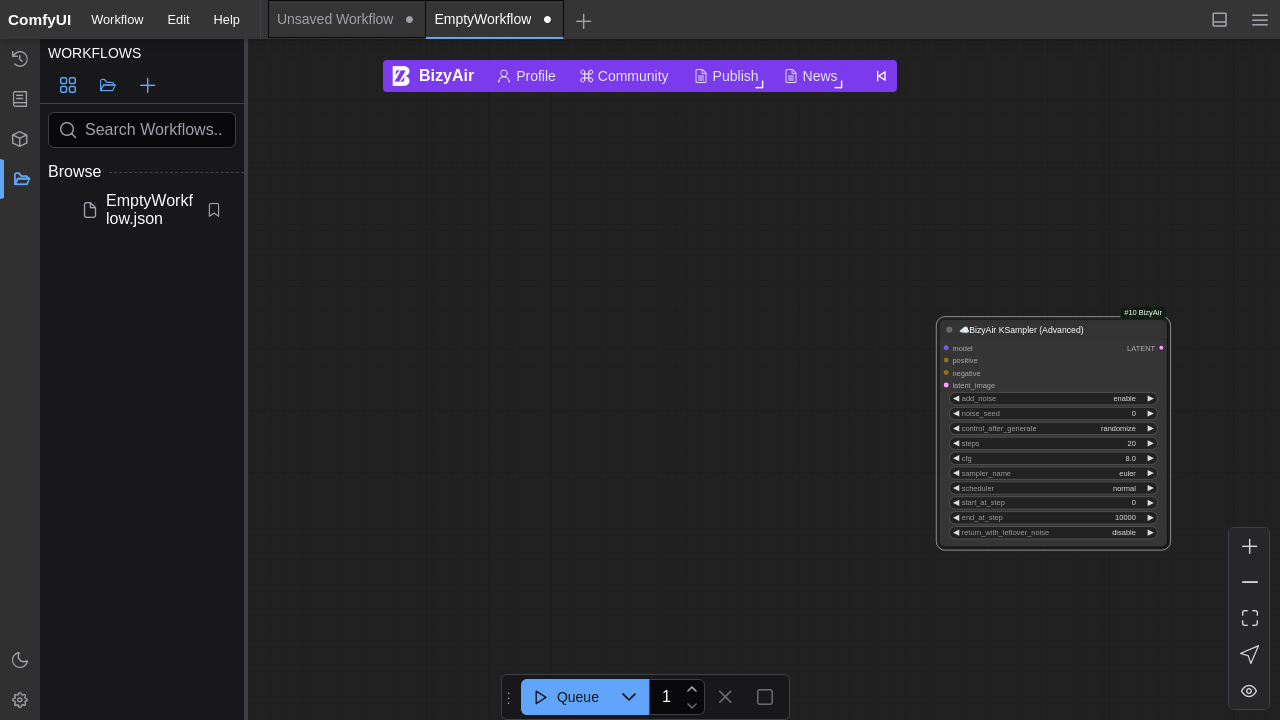 ComfyUI
Workflow
Edit
Help
Unsaved Workflow
EmptyWorkflow
WORKFLOWS
Search Workflows..
Browse
EmptyWorkf
low.json
BizyAir
Profile
Community
Publish
News
#10 BizyAir
BizyAir KSampler (Advanced)
model
LATENT
positive
negative
latent_image
add_noise enable
noise_seed 0
control_after_generate randomize
steps 20
cfg 8.0
sampler_name euler
scheduler normal
start_at_step 0
end_at_step 10000
return_with_leftover_noise disable
Queue
1